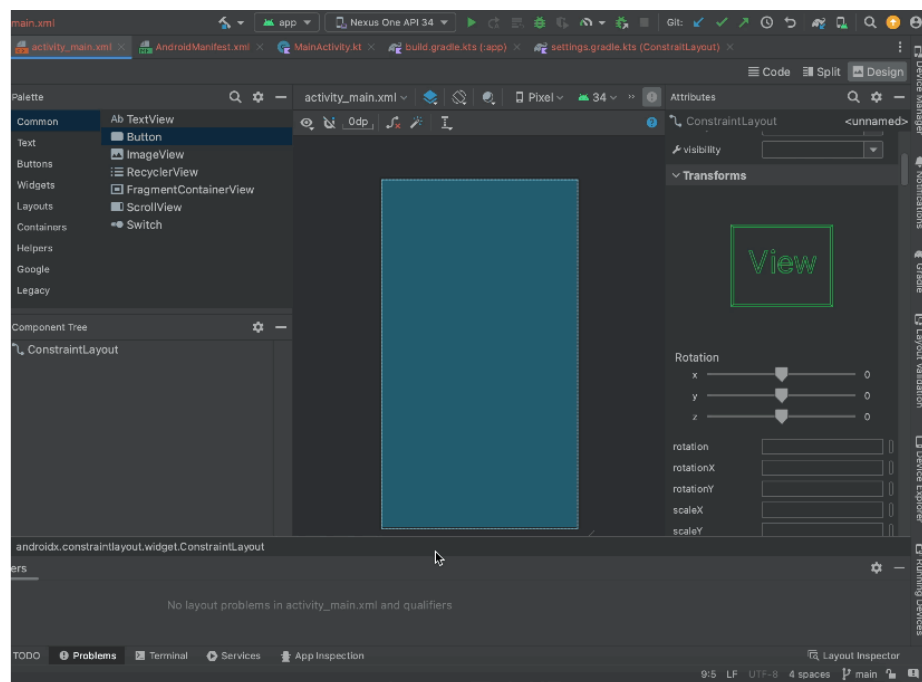 main.xml app Nexus One API 34 Git:
activity_main.xml AndroidManifest.xml MainActivity.kt build.gradle.kts (:app) settings.gradle.kts (ConstraitLayout)
Code Split Design
Palette activity_main.xml Pixel 34 Attributes
Common Ab TextView 0dp ConstraintLayout <unnamed>
Text Button
Buttons ImageView visibility
Widgets RecyclerView Transforms
Layouts FragmentContainerView
Containers ScrollView
Helpers Switch
Google View
Legacy
Component Tree
ConstraintLayout
Rotation
x 0
y 0
z 0
rotation
rotationX
rotationY
scaleX
scaleY
androidx.constraintlayout.widget.ConstraintLayout
ers
No layout problems in activity_main.xml and qualifiers
TODO Problems Terminal Services App Inspection Layout Inspector
9:5 LF UTF-8 4 spaces main
Device Manager
Notifications
Gradle
Layout Validation
Device Explorer
Running Devices